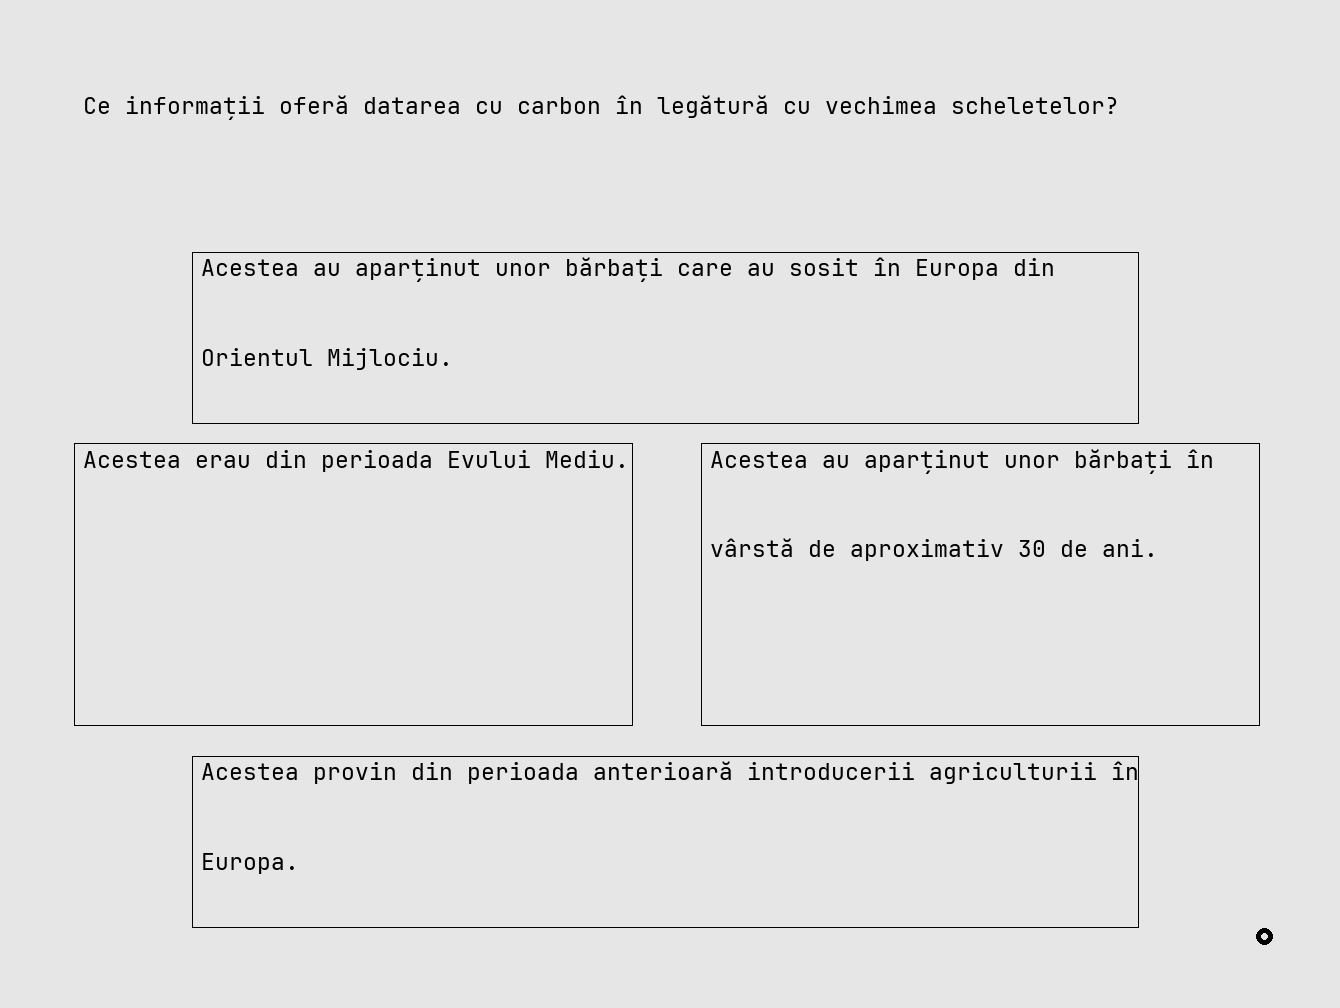 Ce informații oferă datarea cu carbon în legătură cu vechimea scheletelor?
Acestea au aparținut unor bărbați care au sosit în Europa din
Orientul Mijlociu.
Acestea erau din perioada Evului Mediu.
Acestea au aparținut unor bărbați în
vârstă de aproximativ 30 de ani.
Acestea provin din perioada anterioară introducerii agriculturii în
Europa.